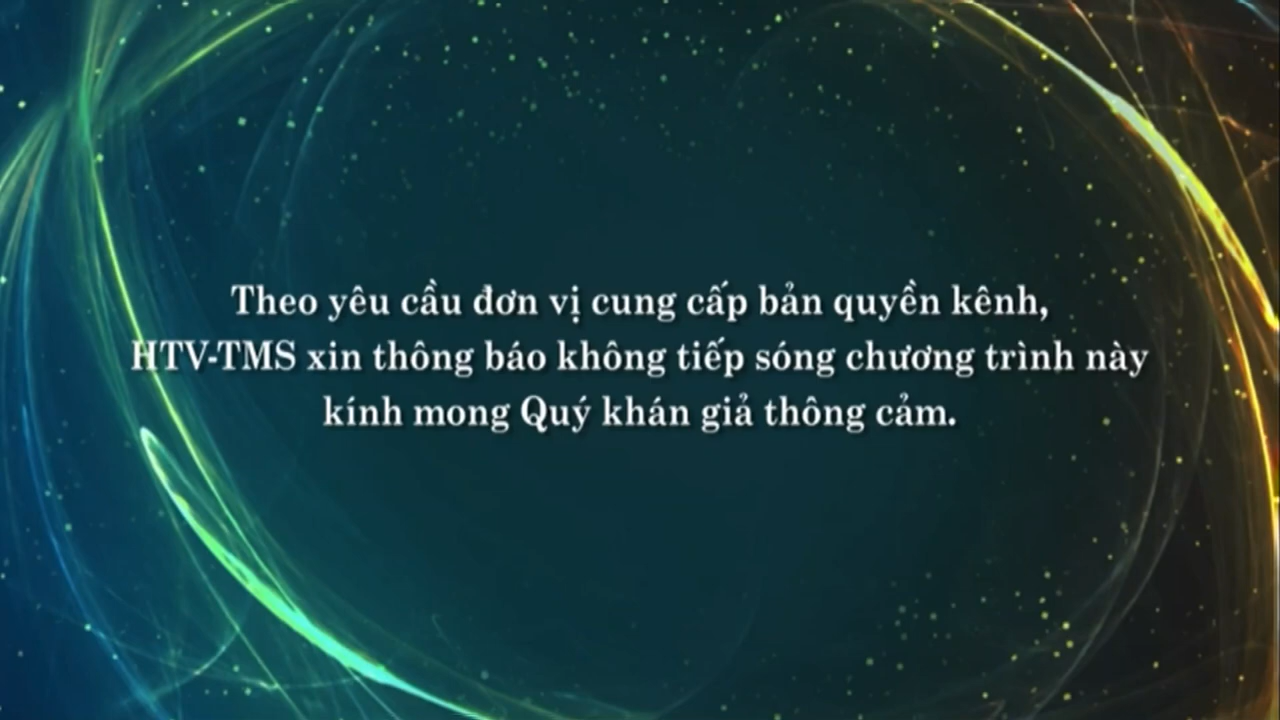 Theo yêu cầu đơn vị cung cấp bản quyền kênh,
HTV-TMS xin thông báo không tiếp sóng chương trình này
kính mong Quý khán giả thông cảm.